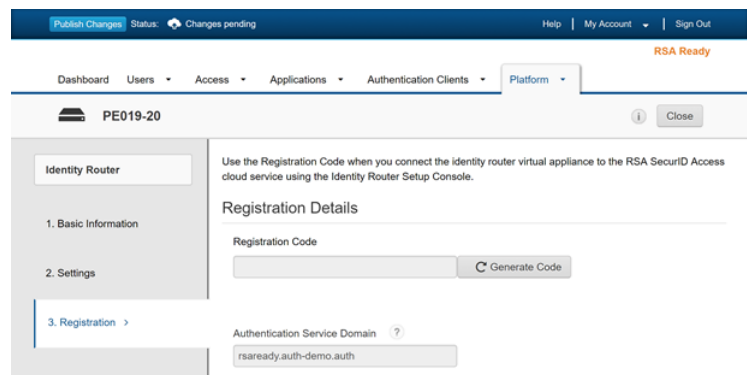 Publish Changes Status: Changes pending Help My Account Sign Out
RSA Ready
Dashboard Users Access Applications Authentication Clients Platform
PE019-20 i Close
Identity Router
Use the Registration Code when you connect the identity router virtual appliance to the RSA SecurID Access
cloud service using the Identity Router Setup Console.
Registration Details
1. Basic Information
Registration Code
Generate Code
2. Settings
3. Registration >
Authentication Service Domain ?
rsaready.auth-demo.auth